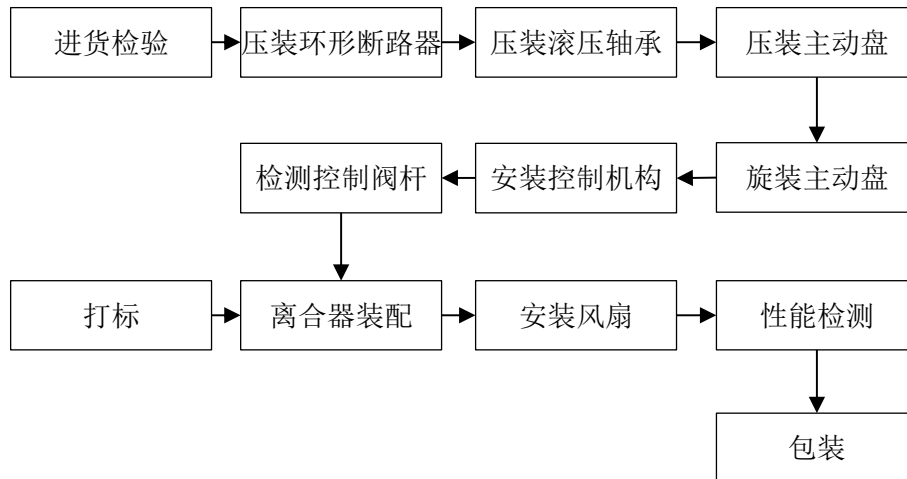 进货检验
压装环形断路器
压装滚压轴承
压装主动盘
检测控制阀杆
安装控制机构
旋装主动盘
打标
离合器装配
安装风扇
性能检测
包装